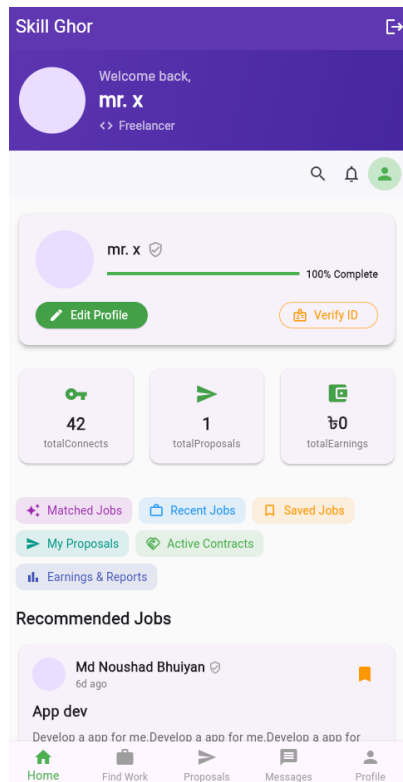 Skill Ghor
Welcome back,
mr. x
<> Freelancer
mr. x
100% Complete
Edit Profile
Verify ID
42
totalConnects
1
totalProposals
৳0
totalEarnings
Matched Jobs
Recent Jobs
Saved Jobs
My Proposals
Active Contracts
Earnings & Reports
Recommended Jobs
Md Noushad Bhuiyan
6d ago
App dev
Develop a app for me.Develop a app for me.Develop a app for
Home
Find Work
Proposals
Messages
Profile